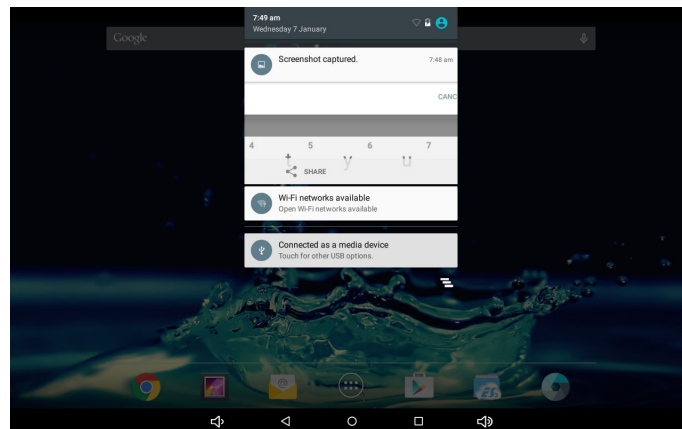 7:49 am
Wednesday 7 January
Google
Screenshot captured.
7:48 am
CANC
4 5 6 7
t y u
SHARE
Wi-Fi networks available
Open Wi-Fi networks available
Connected as a media device
Touch for other USB options.
ES